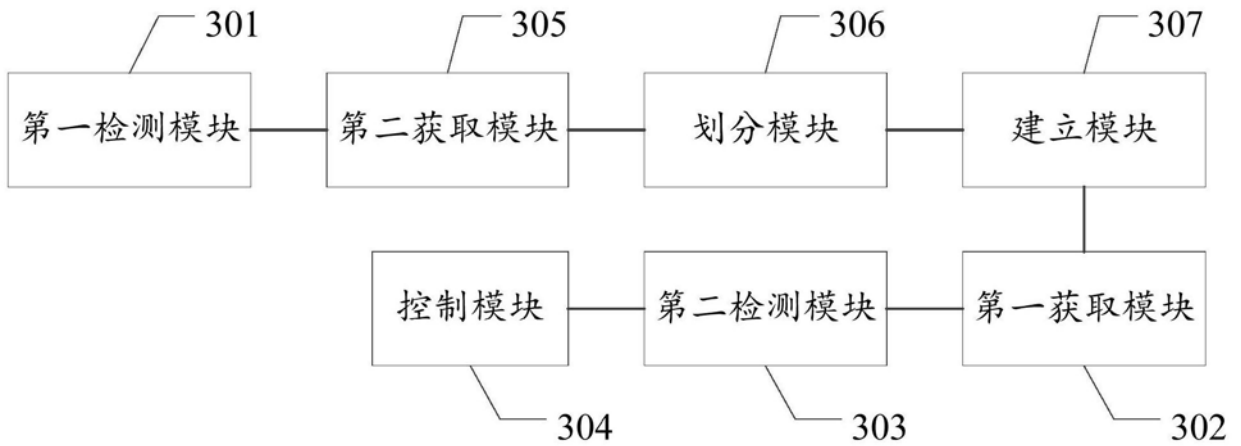 301
305
306
307
第一检测模块
第二获取模块
划分模块
建立模块
控制模块
第二检测模块
第一获取模块
304
303
302